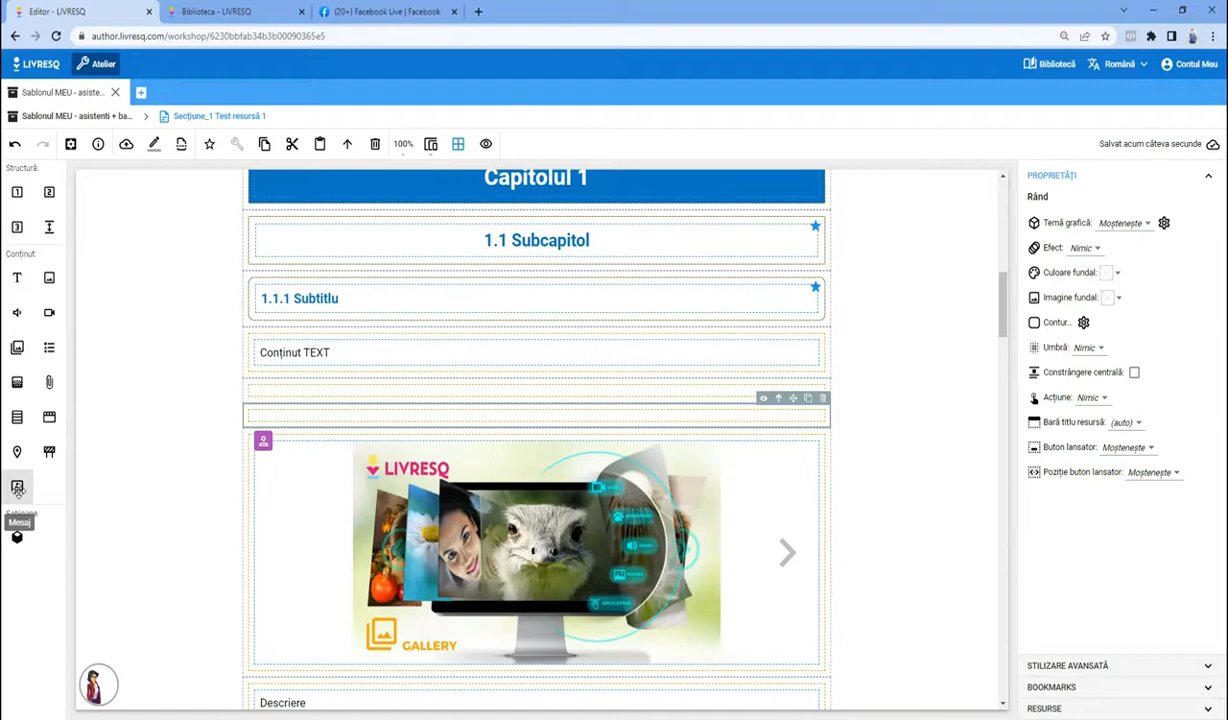 Editor - LIVRESQ
Biblioteca - LIVRESQ
(20+) Facebook Live | Facebook
author.livresq.com/workshop/6230bbfab34b3b00090365e5
LIVRESQ
Atelier
Bibliotecă
Română
Contul Meu
Sablonul MEU - asiste...
Sablonul MEU - asistenti + ba...
Secțiune_1 Test resursă 1
100%
Salvat acum câteva secunde
Structură:
1
2
3
Conținut:
Mesaj
Capitolul 1
1.1 Subcapitol
1.1.1 Subtitlu
Conținut TEXT
LIVRESQ
GALLERY
Descriere
PROPRIETĂȚI
Rând
Temă grafică: Moștenește
Efect: Nimic
Culoare fundal:
Imagine fundal:
Contur...
Umbră: Nimic
Constrângere centrală:
Acțiune: Nimic
Bară titlu resursă: (auto)
Buton lansator: Moștenește
Poziție buton lansator: Moștenește
STILIZARE AVANSATĂ
BOOKMARKS
RESURSE